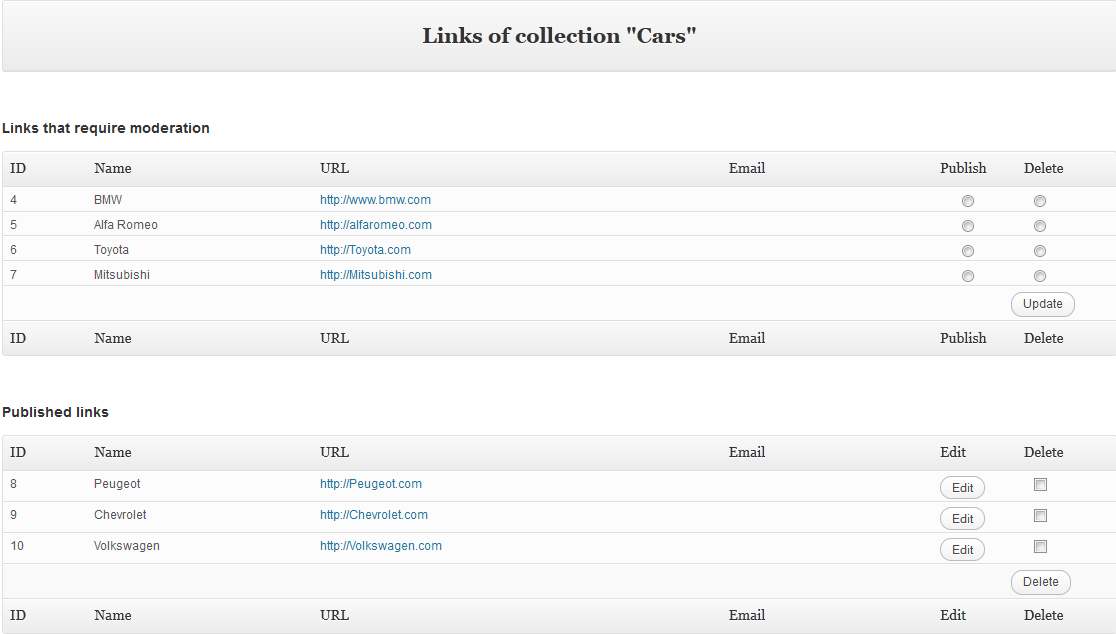 Links of collection "Cars"
Links that require moderation
ID Name URL Email Publish Delete
4 BMW http://www.bmw.com
5 Alfa Romeo http://alfaromeo.com
6 Toyota http://Toyota.com
7 Mitsubishi http://Mitsubishi.com
Update
ID Name URL Email Publish Delete
Published links
ID Name URL Email Edit Delete
8 Peugeot http://Peugeot.com Edit
9 Chevrolet http://Chevrolet.com Edit
10 Volkswagen http://Volkswagen.com Edit
Delete
ID Name URL Email Edit Delete